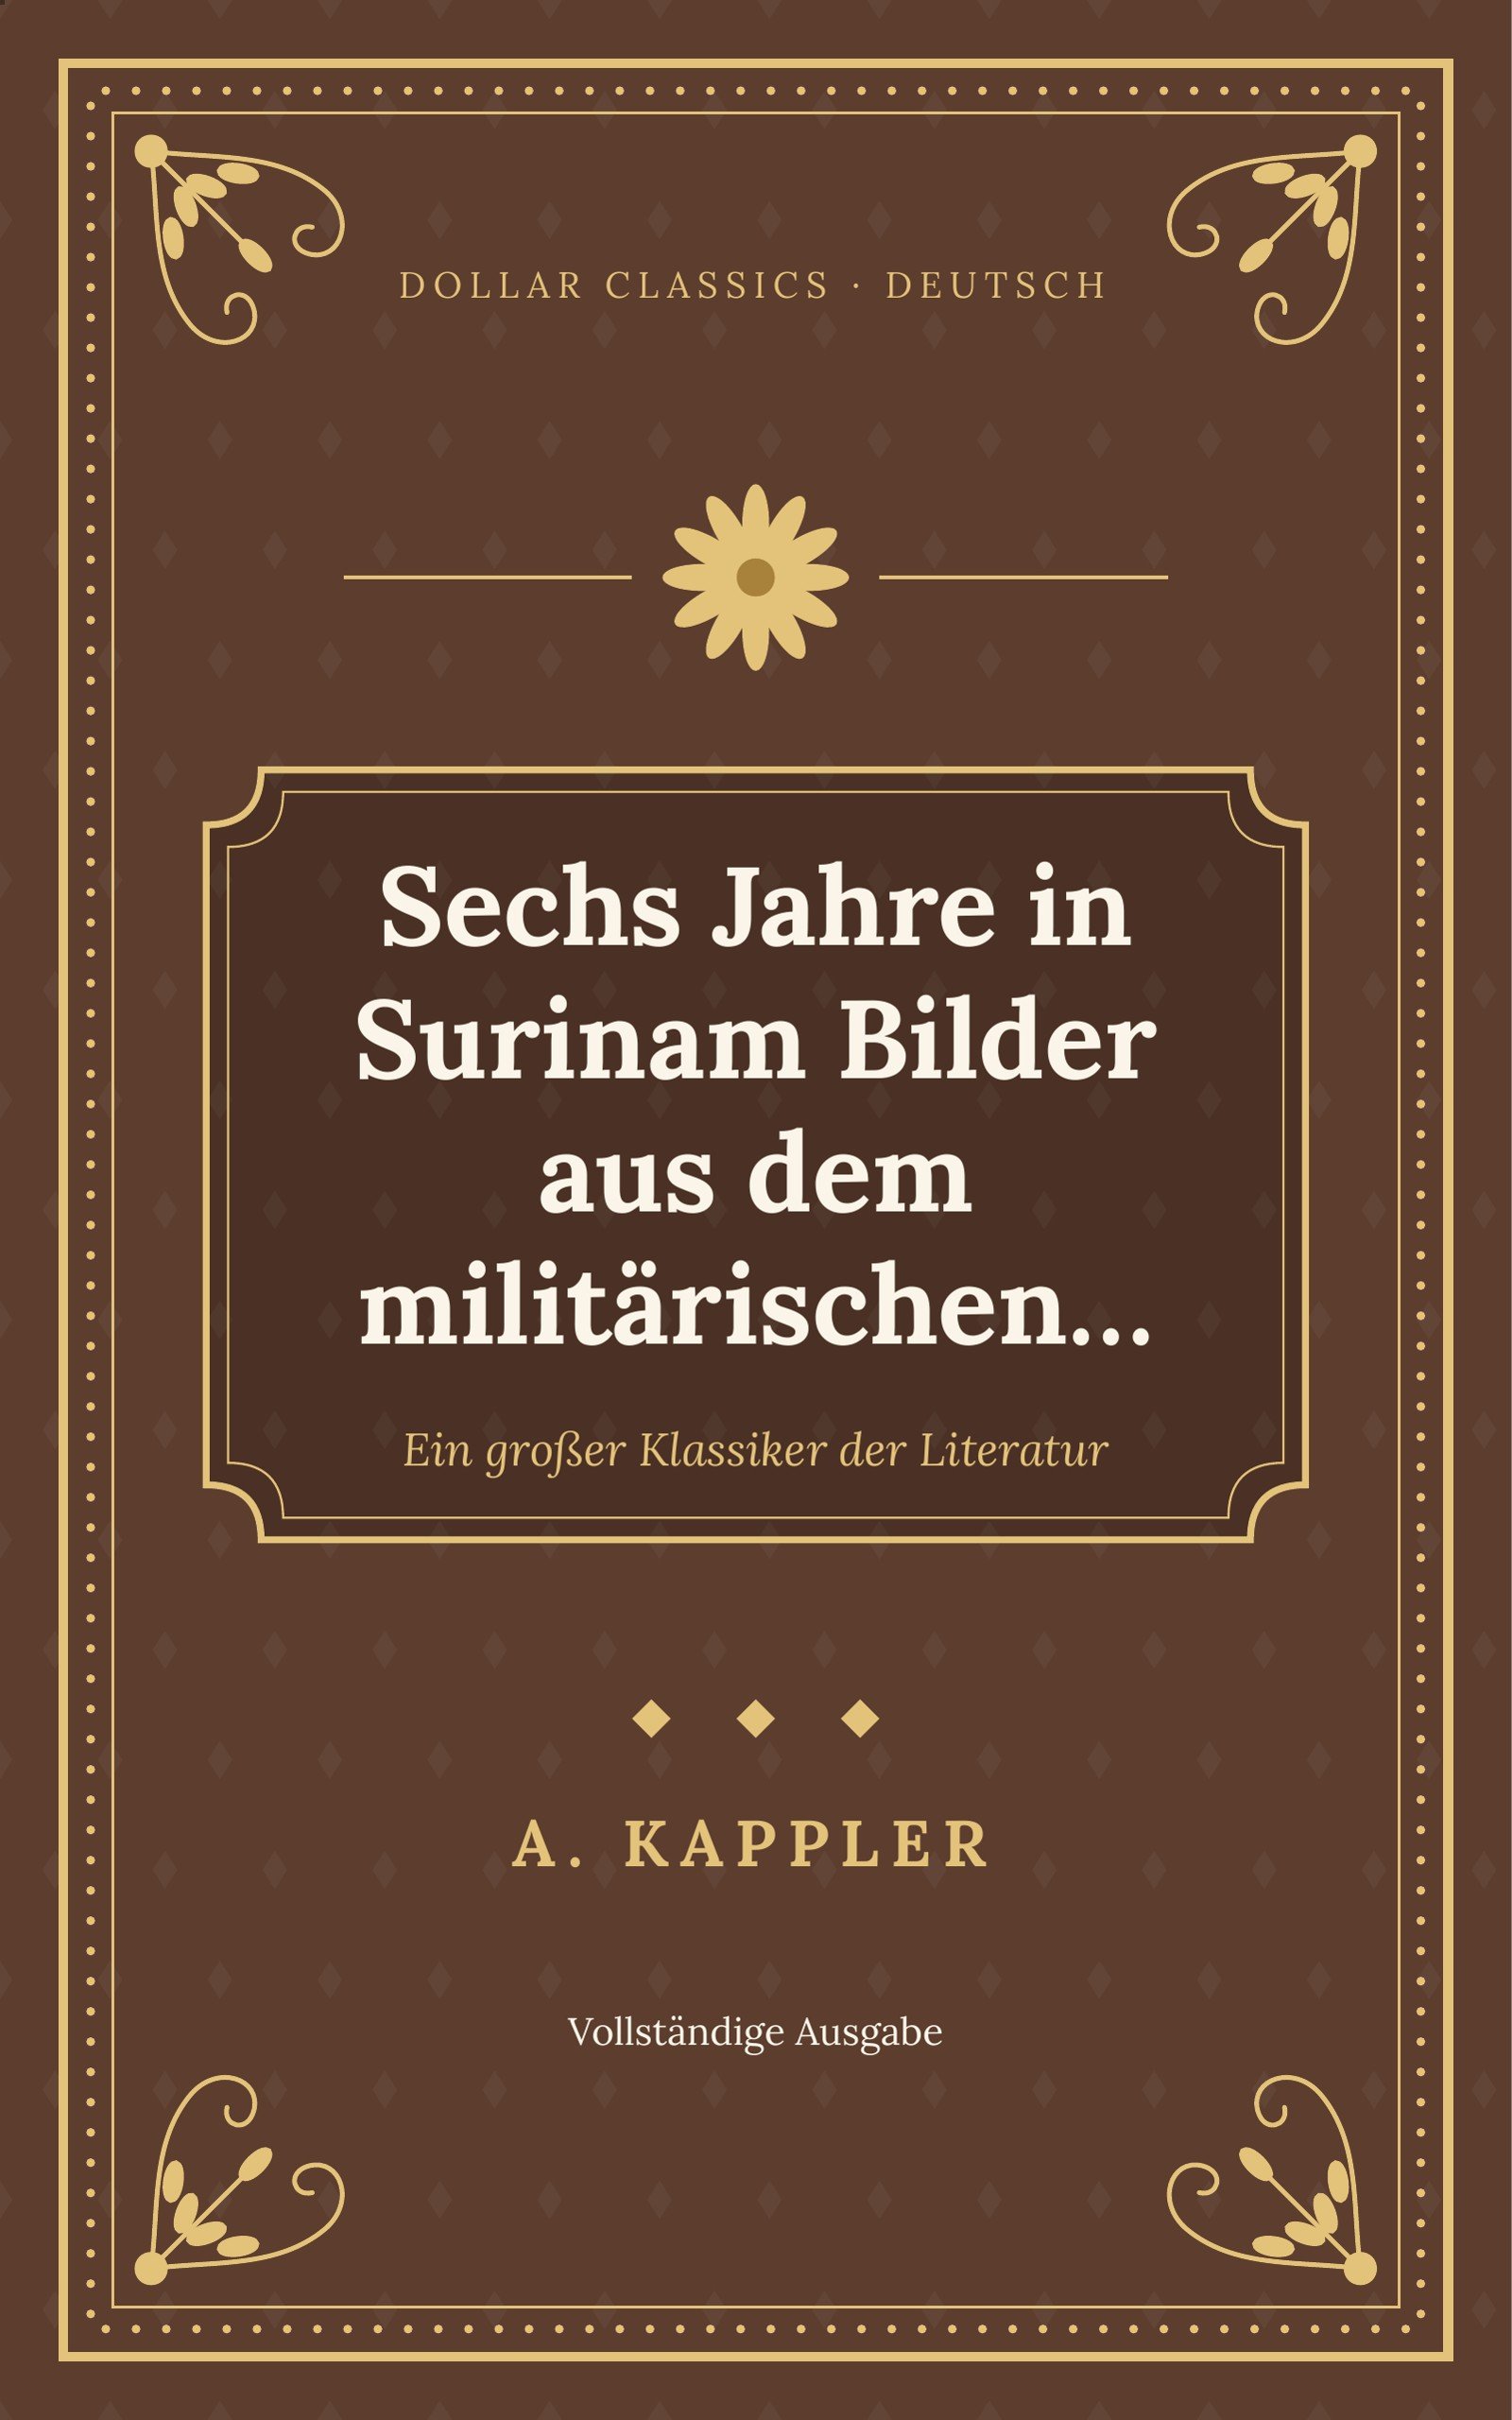 DOLLAR CLASSICS · DEUTSCH
Sechs Jahre in
Surinam Bilder
aus dem
militärischen...
Ein großer Klassiker der Literatur
A. KAPPLER
Vollständige Ausgabe